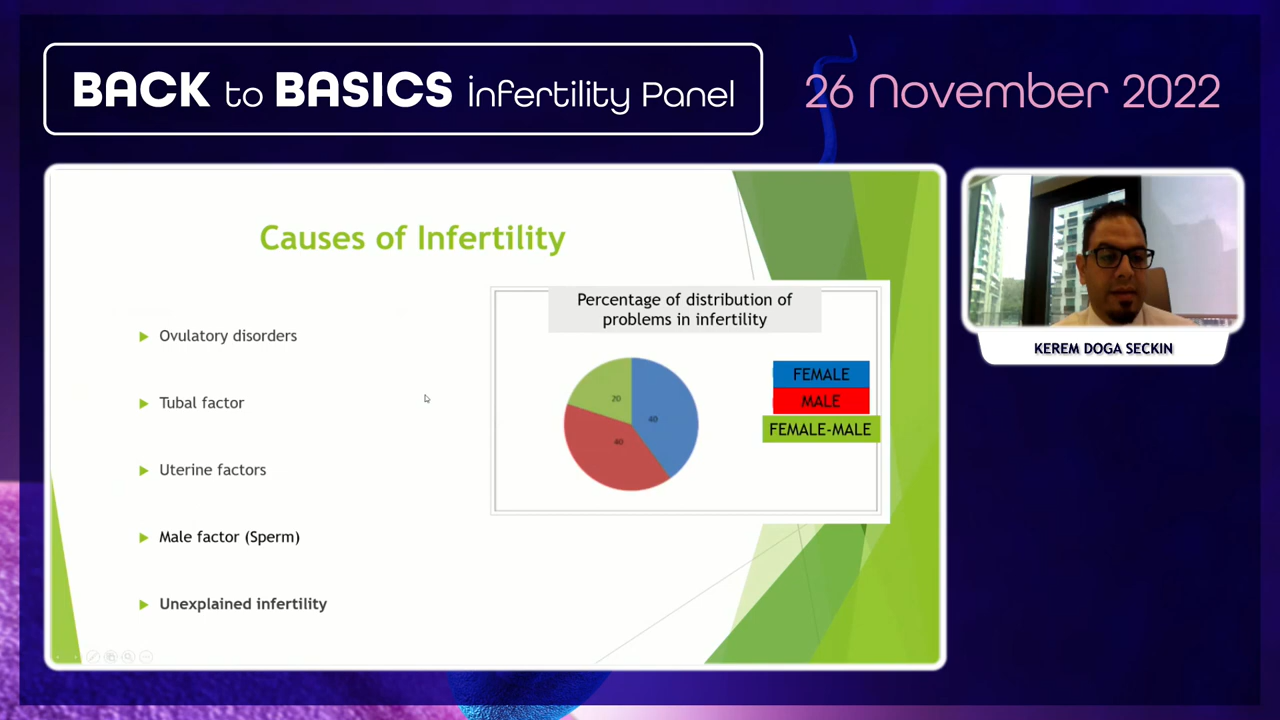 BACK to BASICS infertility Panel
26 November 2022
Causes of Infertility
Ovulatory disorders
Tubal factor
Uterine factors
Male factor (Sperm)
Unexplained infertility
Percentage of distribution of
problems in infertility
20
40
40
FEMALE
MALE
FEMALE-MALE
KEREM DOGA SECKIN